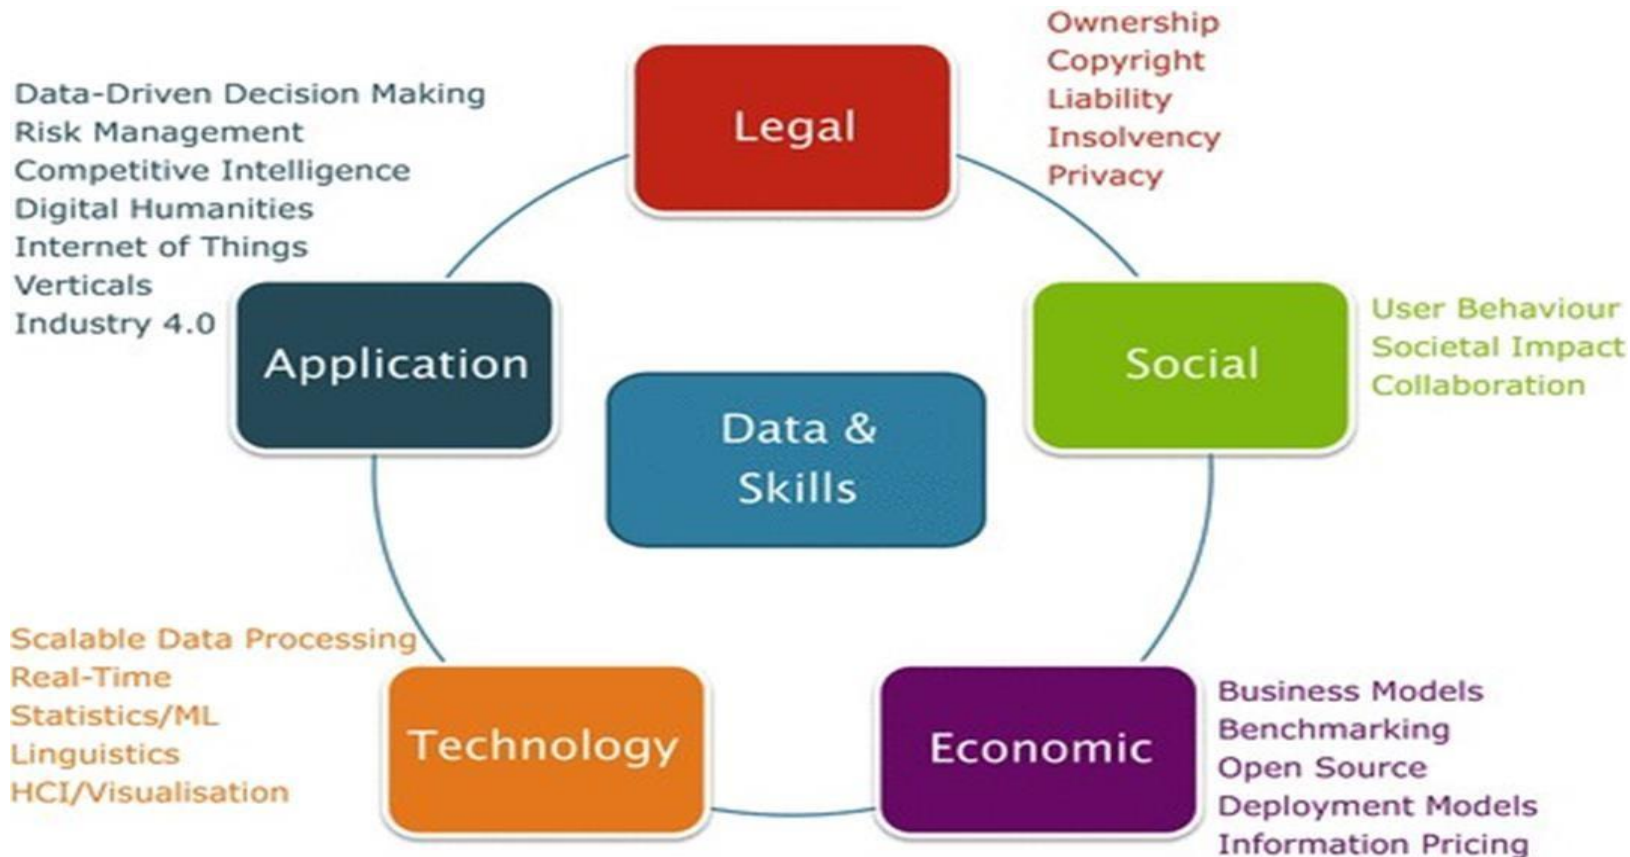 Legal
Ownership
Copyright
Liability
Insolvency
Privacy
Data-Driven Decision Making
Risk Management
Competitive Intelligence
Digital Humanities
Internet of Things
Verticals
Industry 4.0
Application
Social
User Behaviour
Societal Impact
Collaboration
Data &
Skills
Scalable Data Processing
Real-Time
Statistics/ML
Linguistics
HCI/Visualisation
Technology
Economic
Business Models
Benchmarking
Open Source
Deployment Models
Information Pricing